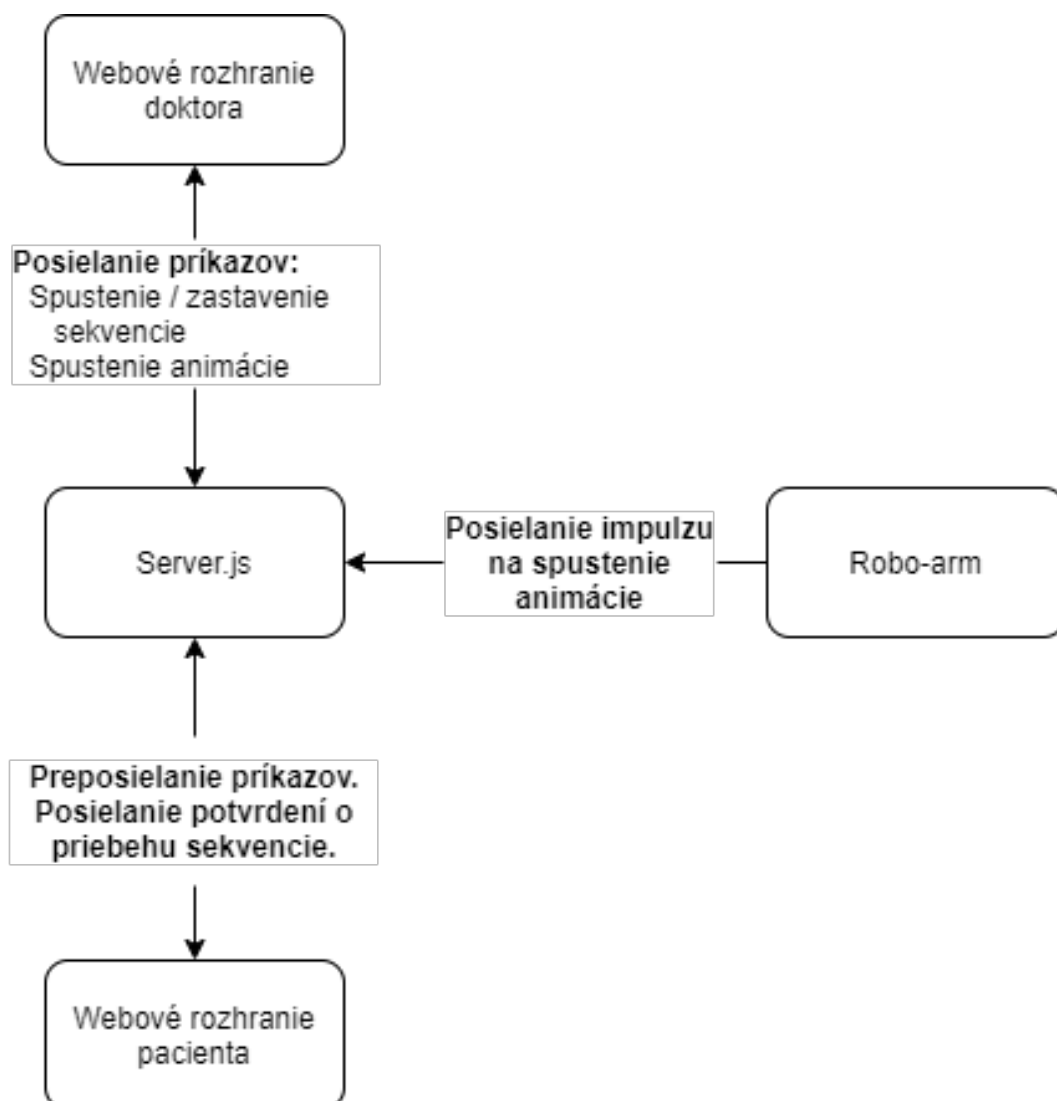 Webové rozhranie
doktora
Posielanie príkazov:
Spustenie / zastavenie
sekvencie
Spustenie animácie
Server.js
Posielanie impulzu
na spustenie
animácie
Robo-arm
Preposielanie príkazov.
Posielanie potvrdení o
priebehu sekvencie.
Webové rozhranie
pacienta